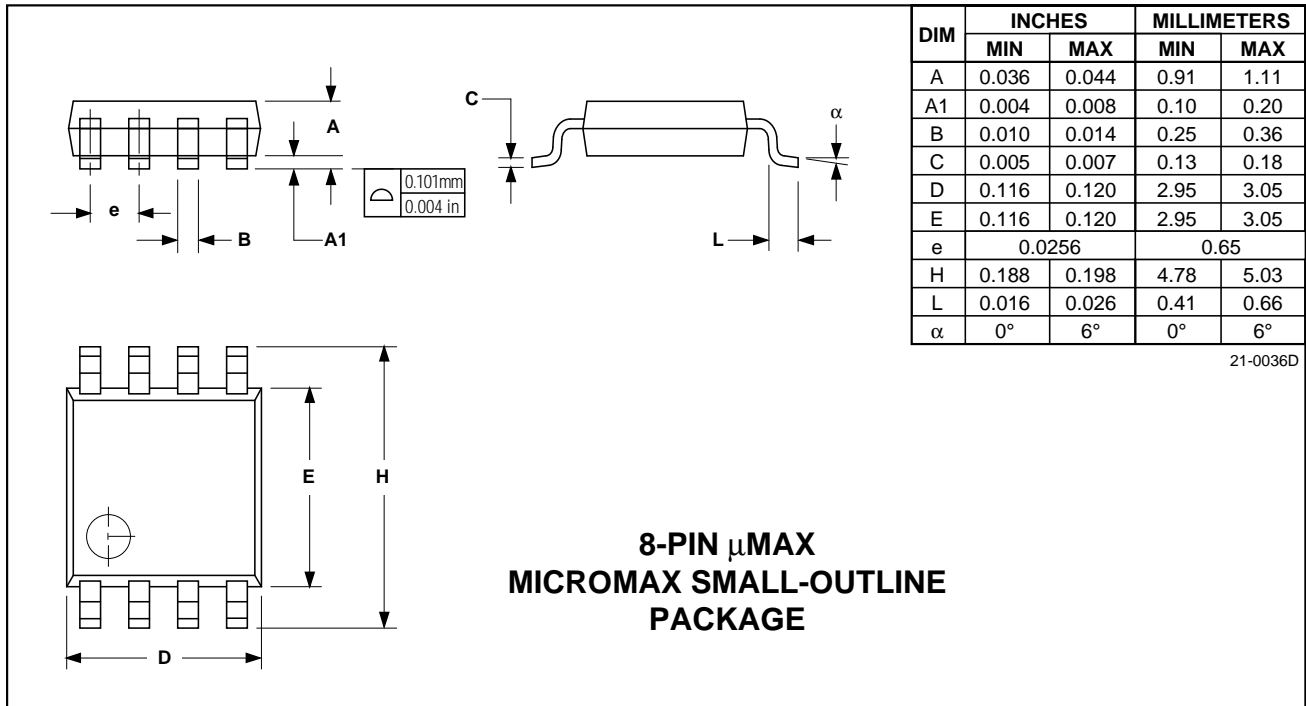 DIM INCHES MILLIMETERS
MIN MAX MIN MAX
A 0.036 0.044 0.91 1.11
A1 0.004 0.008 0.10 0.20
B 0.010 0.014 0.25 0.36
C 0.005 0.007 0.13 0.18
D 0.116 0.120 2.95 3.05
E 0.116 0.120 2.95 3.05
e 0.0256 0.65
H 0.188 0.198 4.78 5.03
L 0.016 0.026 0.41 0.66
α 0° 6° 0° 6°
21-0036D
A
C
α
0.101mm
0.004 in
e
B
A1
L
E
H
D
8-PIN μMAX
MICROMAX SMALL-OUTLINE
PACKAGE